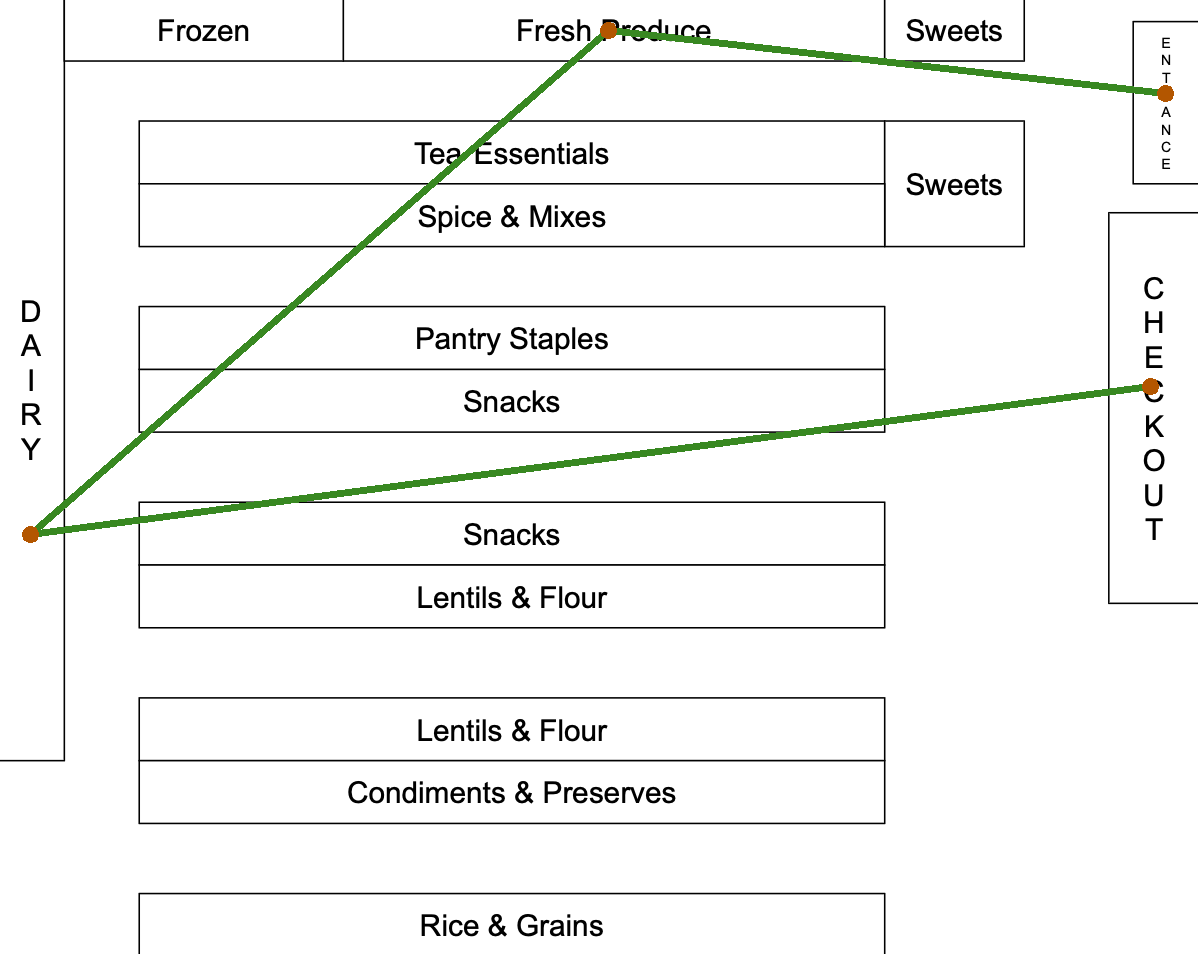 Frozen
Fresh Produce
Sweets
ENTRANCE
Tea Essentials
Sweets
Spice & Mixes
DAIRY
Pantry Staples
CHECKOUT
Snacks
Snacks
Lentils & Flour
Lentils & Flour
Condiments & Preserves
Rice & Grains